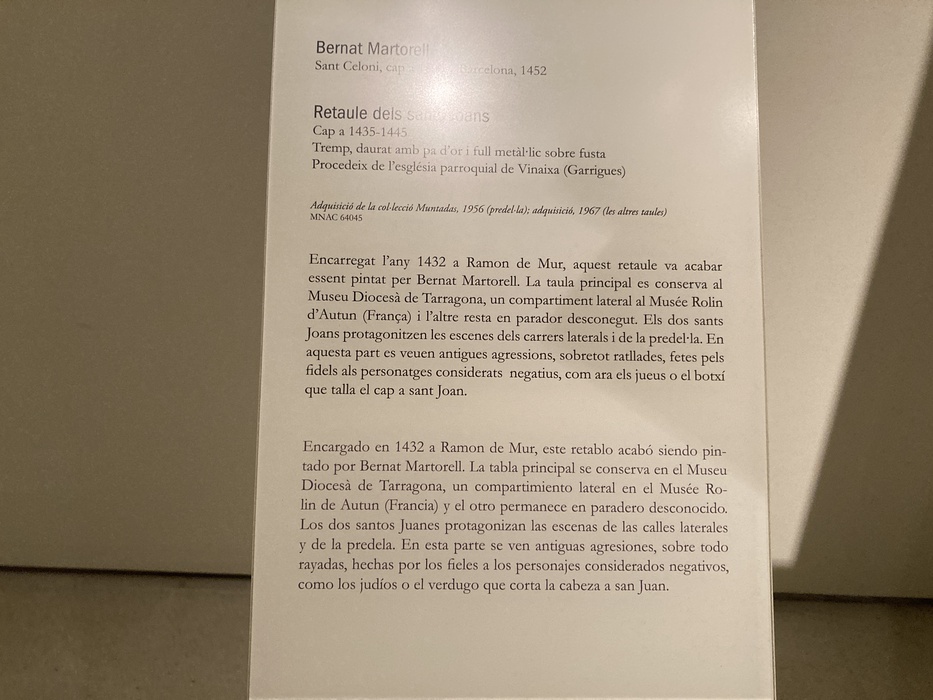 Bernat Martorell
Sant Celoni, cap Barcelona, 1452
Retaule dels sants Joans
Cap a 1435-1445
Tremp, daurat amb pa d'or i full metàl·lic sobre fusta
Procedeix de l'església parroquial de Vinaixa (Garrigues)
Adquisició de la col·lecció Muntadas, 1956 (predel·la); adquisició, 1967 (les altres taules)
MNAC 64045
Encarregat l'any 1432 a Ramon de Mur, aquest retaule va acabar
essent pintat per Bernat Martorell. La taula principal es conserva al
Museu Diocesà de Tarragona, un compartiment lateral al Musée Rolin
d'Autun (França) i l'altre resta en parador desconegut. Els dos sants
Joans protagonitzen les escenes dels carrers laterals i de la predel·la. En
aquesta part es veuen antigues agressions, sobretot ratllades, fetes pels
fidels als personatges considerats negatius, com ara els jueus o el botxí
que talla el cap a sant Joan.
Encargado en 1432 a Ramon de Mur, este retablo acabó siendo pin-
tado por Bernat Martorell. La tabla principal se conserva en el Museu
Diocesà de Tarragona, un compartimiento lateral en el Musée Ro-
lin de Autun (Francia) y el otro permanece en paradero desconocido.
Los dos santos Juanes protagonizan las escenas de las calles laterales
y de la predela. En esta parte se ven antiguas agresiones, sobre todo
rayadas, hechas por los fieles a los personajes considerados negativos,
como los judíos o el verdugo que corta la cabeza a san Juan.